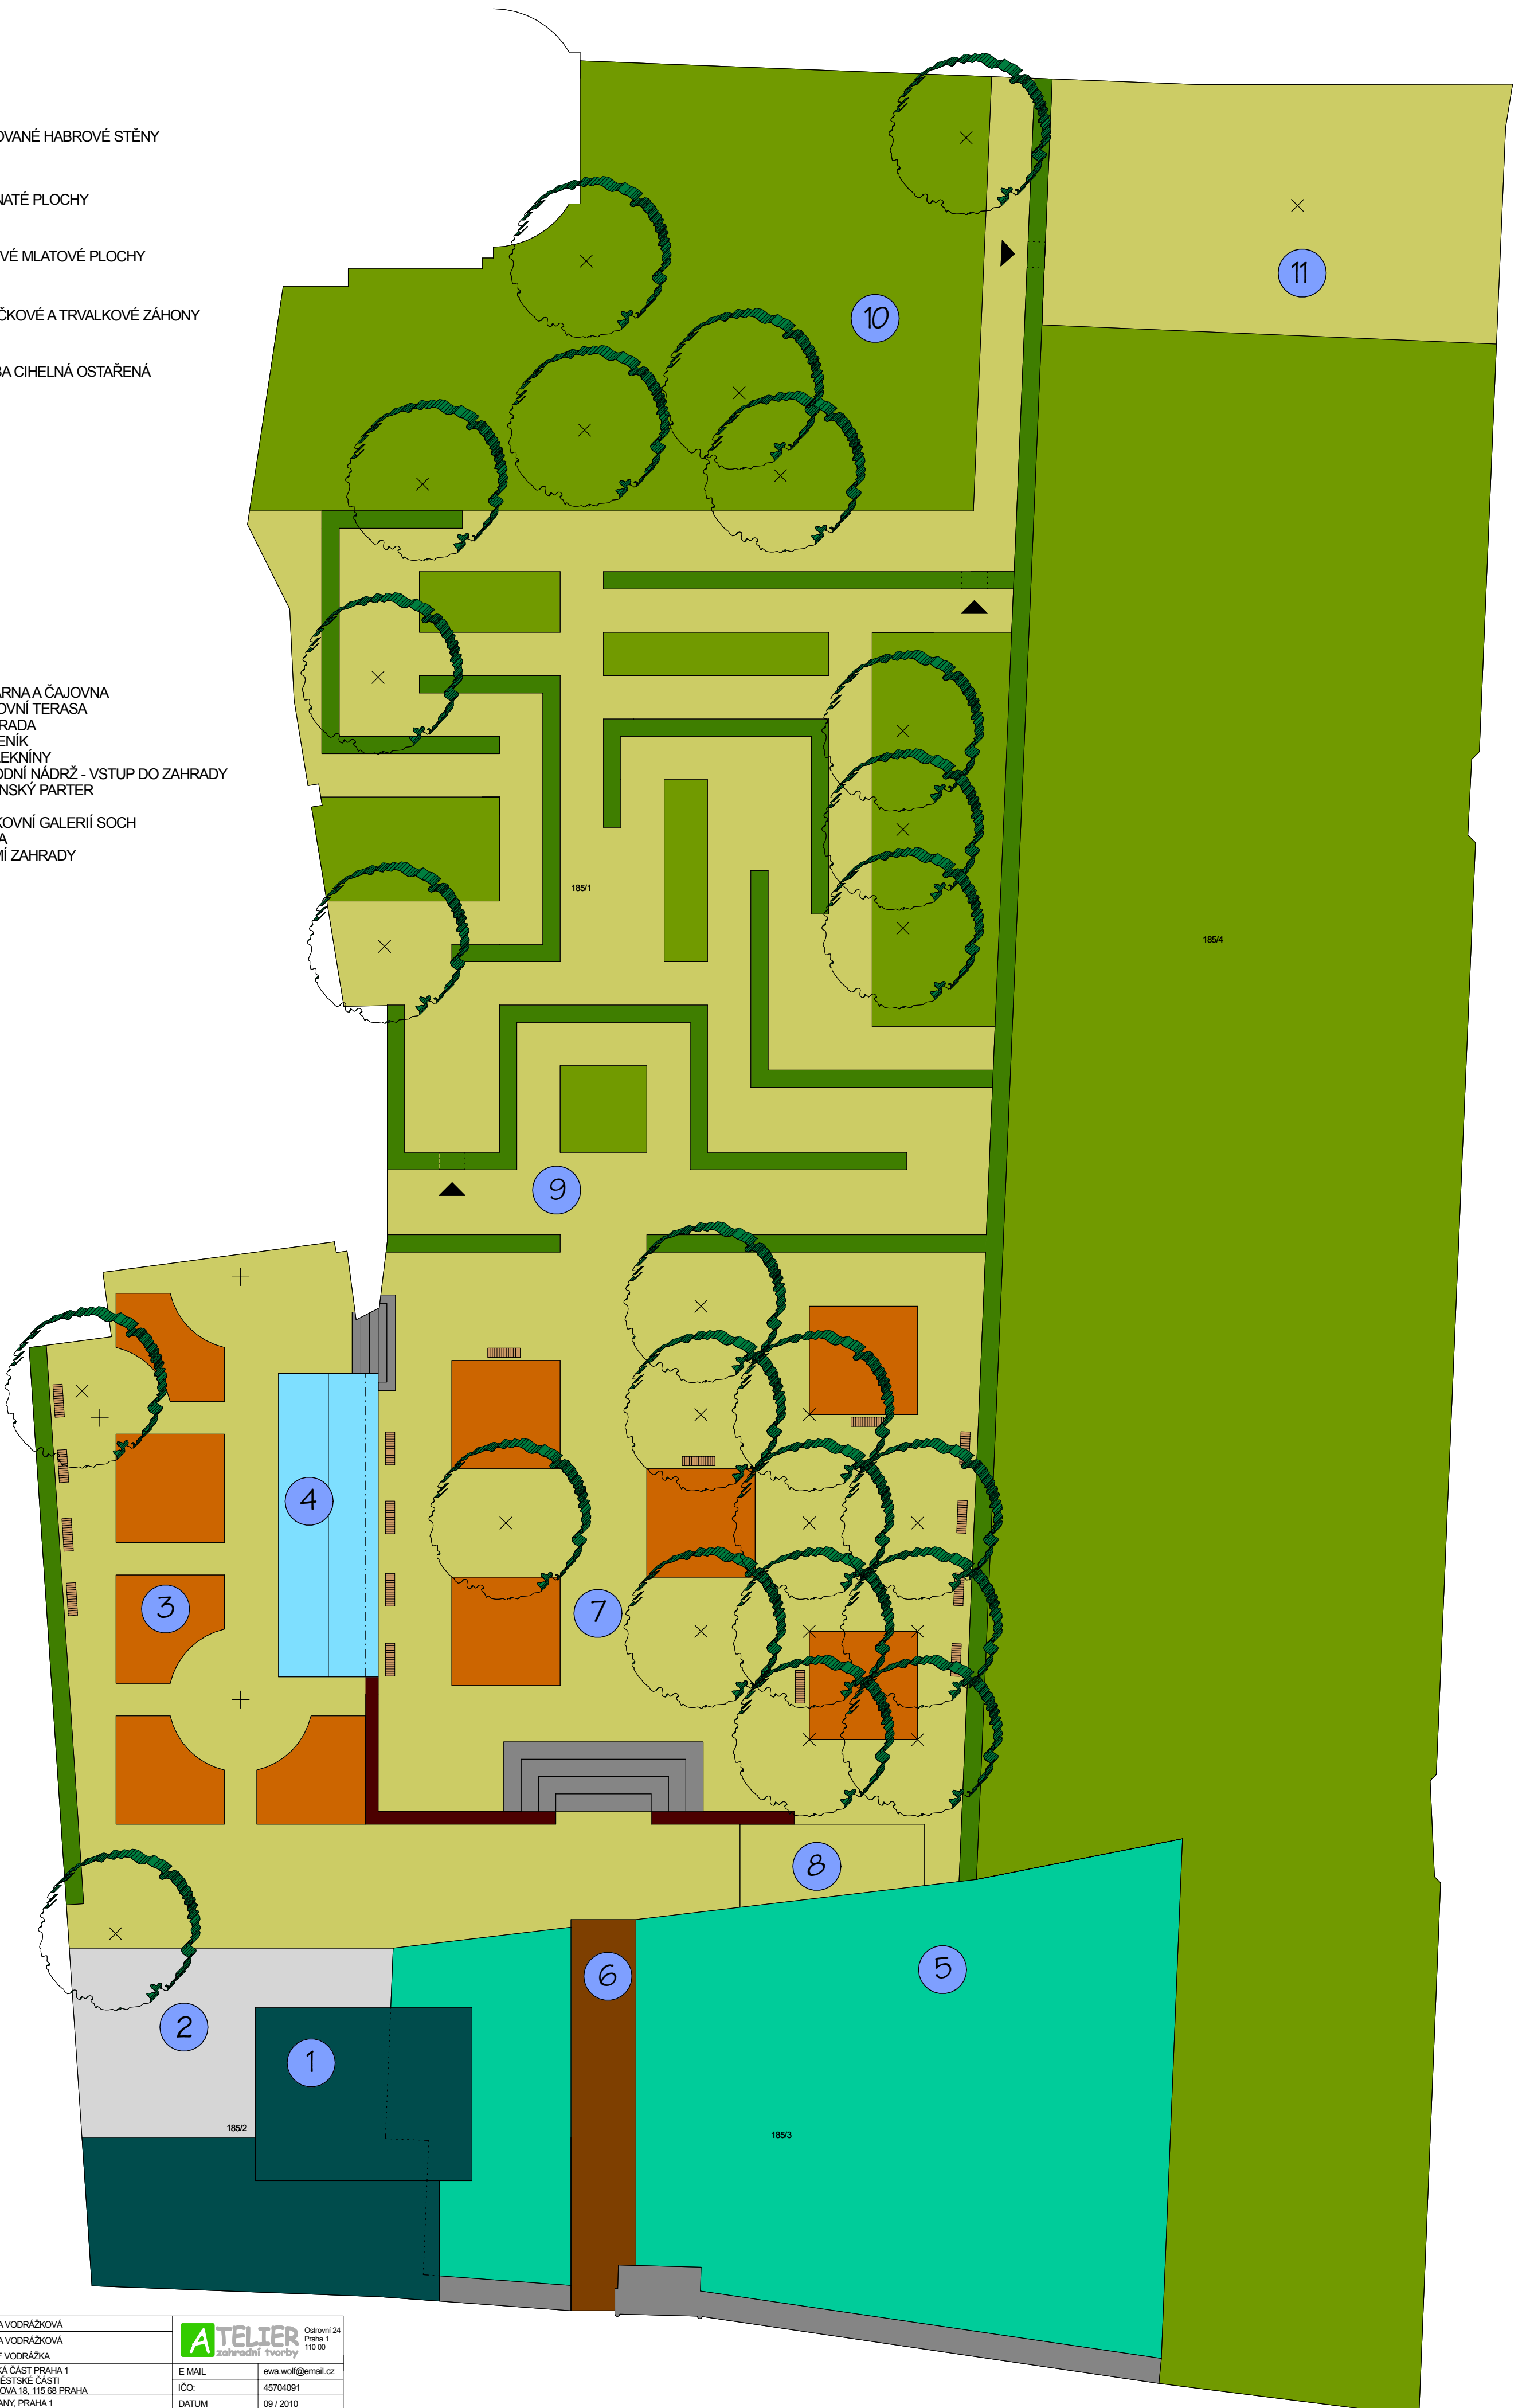 OVANÉ HABROVÉ STĚNY
NATÉ PLOCHY
VÉ MLATOVÉ PLOCHY
ČKOVÉ A TRVALKOVÉ ZÁHONY
BA CIHELNÁ OSTAŘENÁ
ÁRNA A ČAJOVNA
OVNÍ TERASA
RADA
ENÍK
EKNÍNY
ODNÍ NÁDRŽ - VSTUP DO ZAHRADY
NSKÝ PARTER
KOVNÍ GALERIÍ SOCH
A
MÍ ZAHRADY
10
11
185/1
185/4
9
4
3
7
8
6
5
2
1
185/2
185/3
A VODRÁŽKOVÁ
A VODRÁŽKOVÁ
F VODRÁŽKA
KÁ ČÁST PRAHA 1
MĚSTSKÉ ČÁSTI
OVA 18, 115 68 PRAHA
ANY, PRAHA 1
ATELIER
zahradní tvorby
Ostrovní 24
Praha 1
110 00
E MAIL ewa.wolf@email.cz
IČO: 45704091
DATUM 09 / 2010